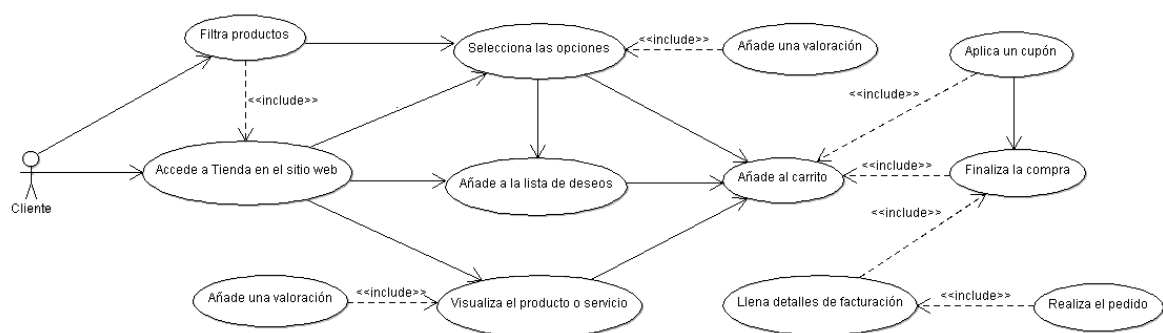 Filtra productos
Selecciona las opciones
<<include>>
Añade una valoración
Aplica un cupón
<<include>>
<<include>>
Accede a Tienda en el sitio web
Añade a la lista de deseos
Añade al carrito
<<include>>
Finaliza la compra
Cliente
<<include>>
Añade una valoración
<<include>>
Visualiza el producto o servicio
Llena detalles de facturación
<<include>>
Realiza el pedido